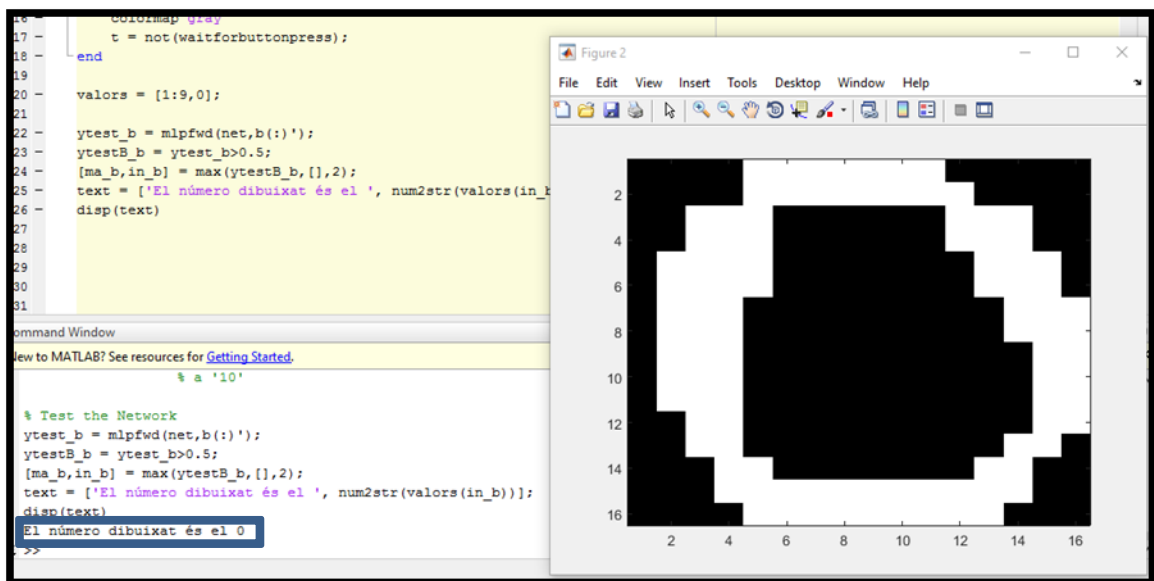 16 - colormap gray
17 - t = not(waitforbuttonpress);
18 - end
19
20 - valors = [1:9,0];
21
22 - ytest_b = mlpfwd(net,b(:)');
23 - ytestB_b = ytest_b>0.5;
24 - [ma_b,in_b] = max(ytestB_b,[],2);
25 - text = ['El número dibuixat és el ', num2str(valors(in_b
26 - disp(text)
27
28
29
30
31
ommand Window
New to MATLAB? See resources for Getting Started.
% a '10'
% Test the Network
ytest_b = mlpfwd(net,b(:)');
ytestB_b = ytest_b>0.5;
[ma_b,in_b] = max(ytestB_b,[],2);
text = ['El número dibuixat és el ', num2str(valors(in_b))];
disp(text)
El número dibuixat és el 0
>>
Figure 2
File Edit View Insert Tools Desktop Window Help
2
4
6
8
10
12
14
16
2 4 6 8 10 12 14 16